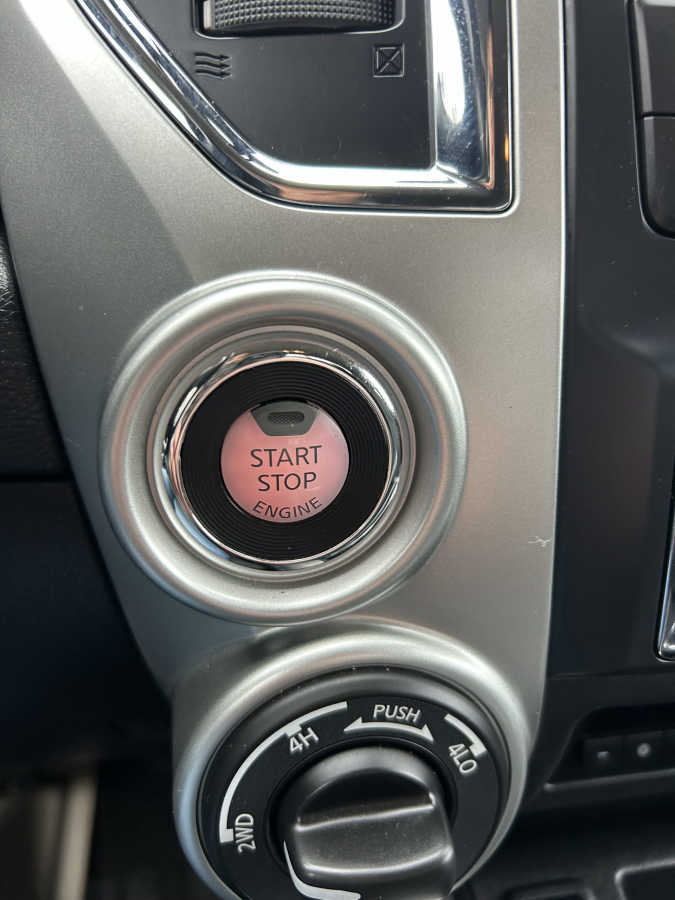 START
STOP
ENGINE
PUSH
4H
4LO
2WD